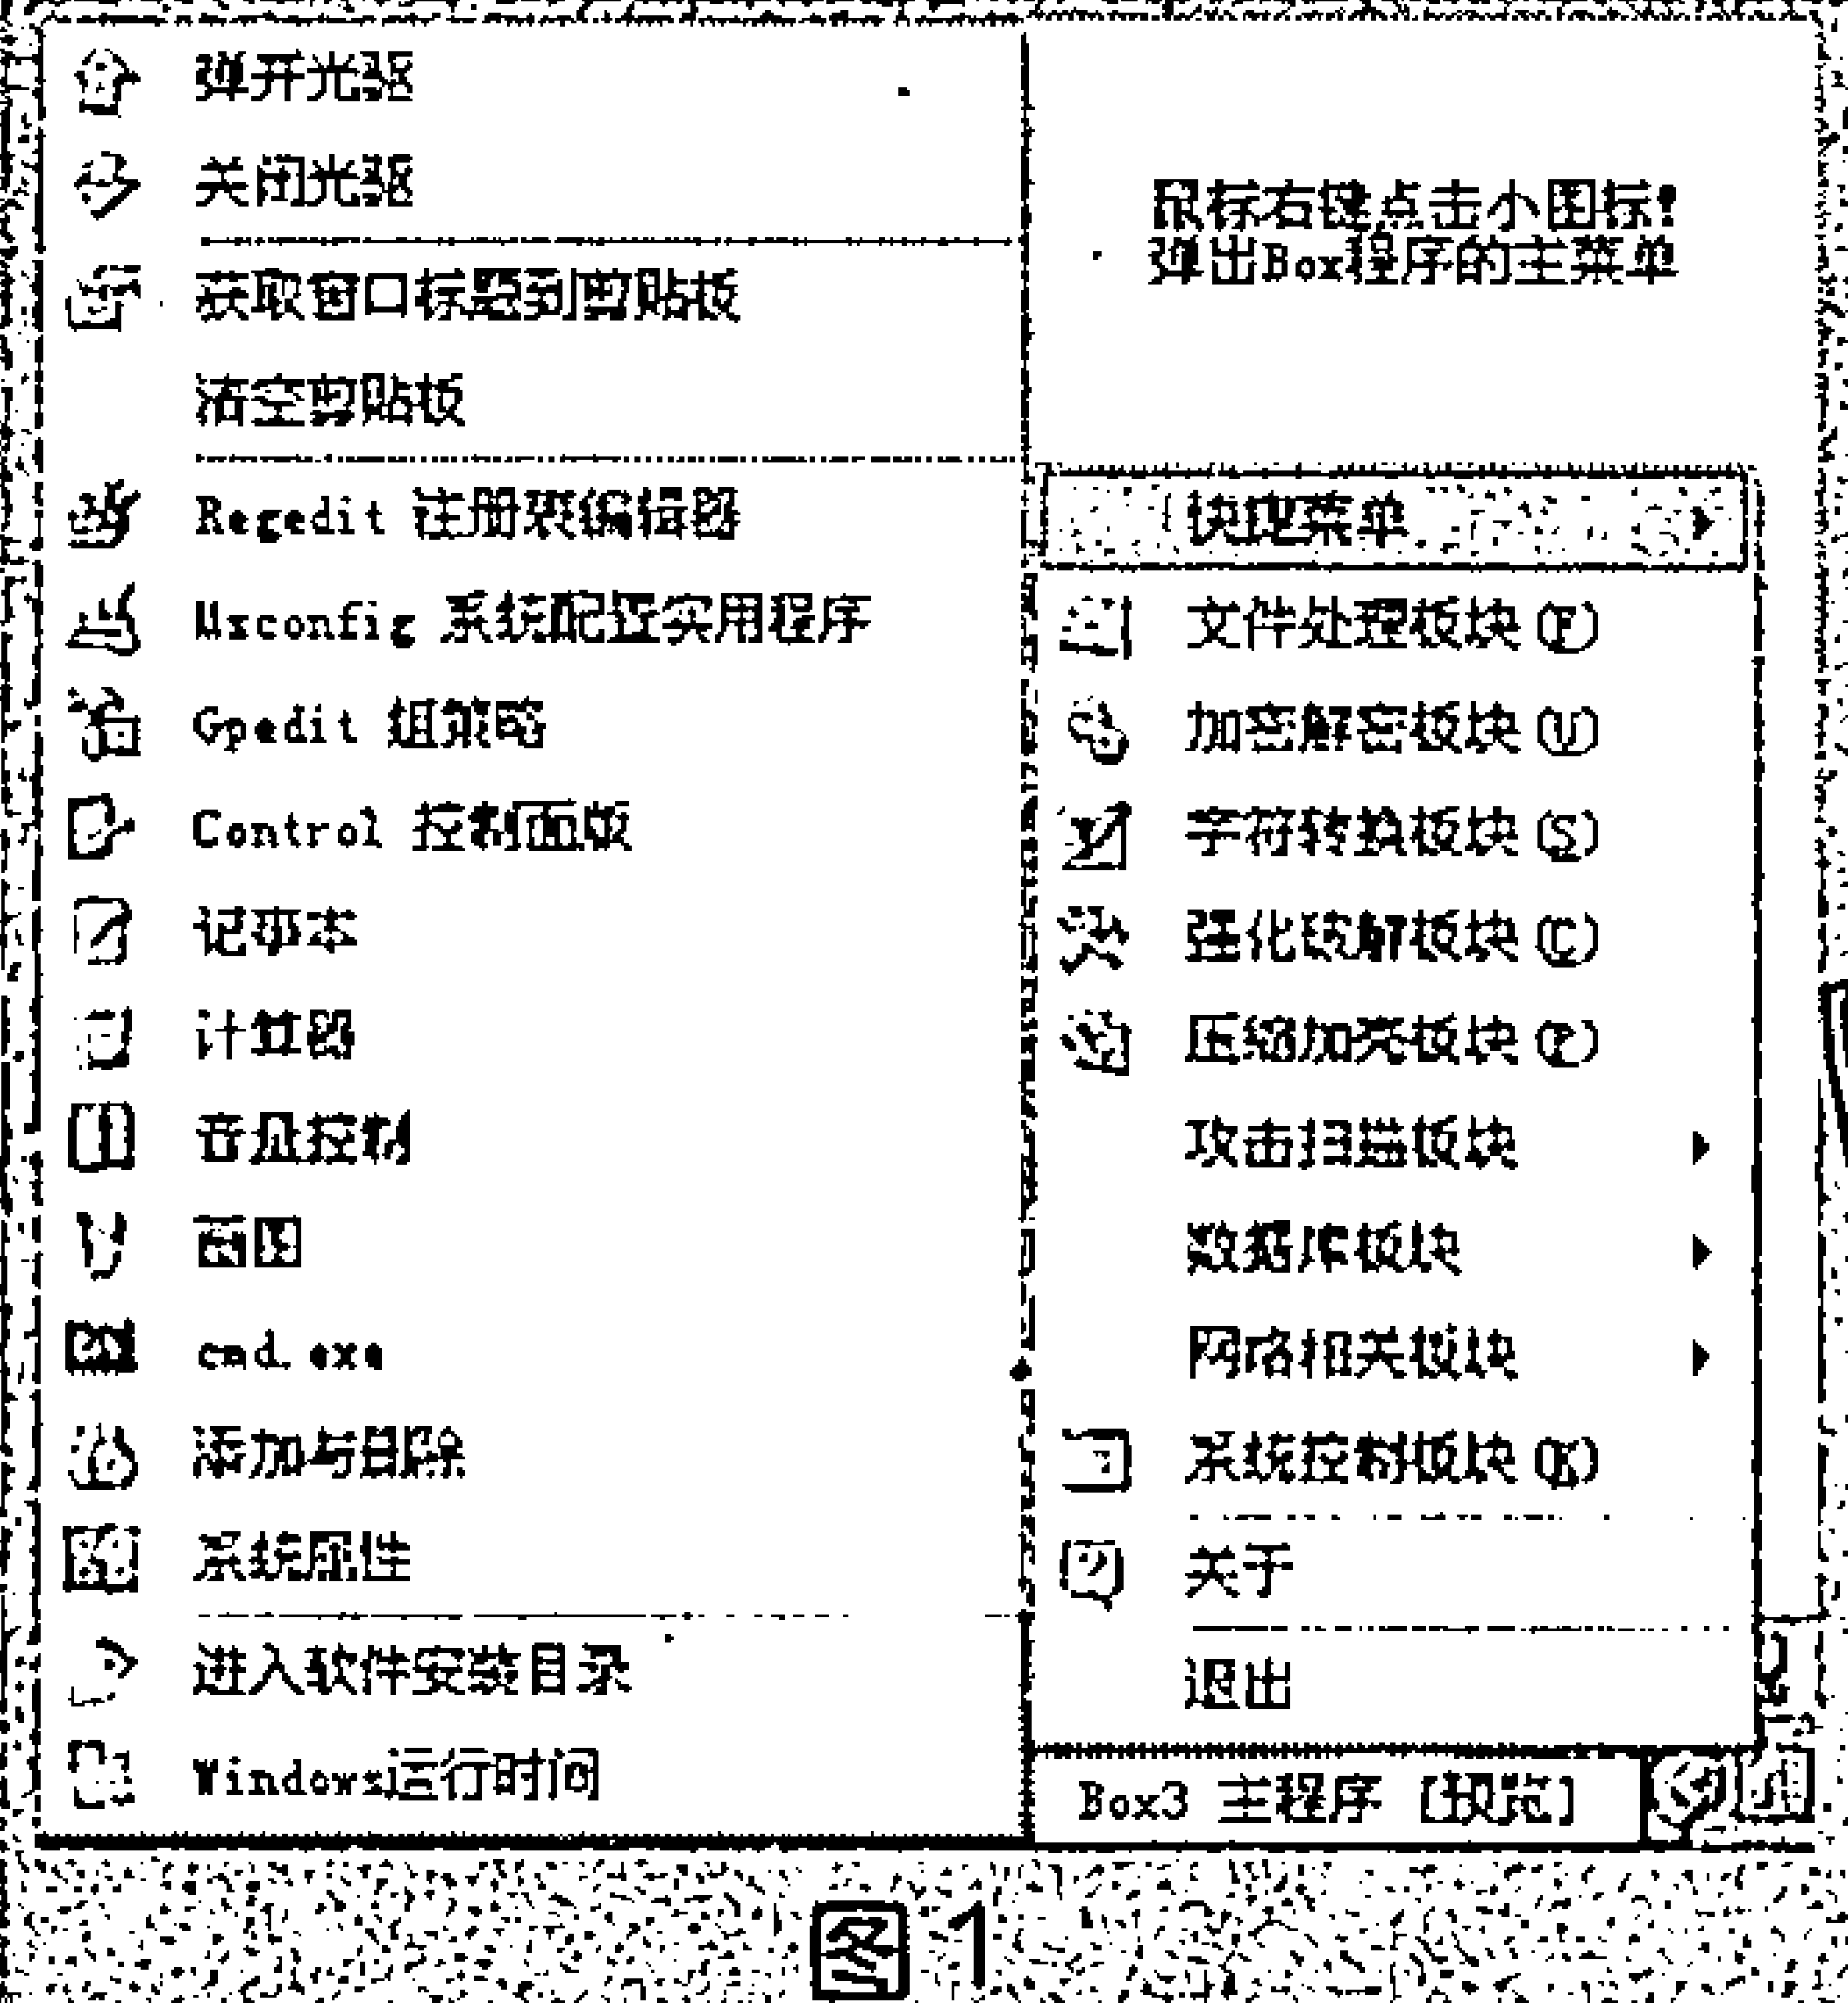 弹开光驱
关闭光驱
获取窗口标题到剪贴板
清空剪贴板
Regedit 注册表编辑器
Msconfig 系统配置实用程序
Gpedit 组策略
Control 控制面版
记事本
计算器
音量控制
画图
cmd.exe
添加与删除
系统属性
进入软件安装目录
Windows运行时间
鼠标右键点击小图标!
弹出Box程序的主菜单
快捷菜单
文件处理板块(F)
加密解密板块(U)
字符转换板块(S)
强化破解板块(C)
压缩加壳板块(P)
攻击扫描板块
数据库板块
网络相关板块
系统控制板块(K)
关于
退出
Box3 主程序 [预览]
图1